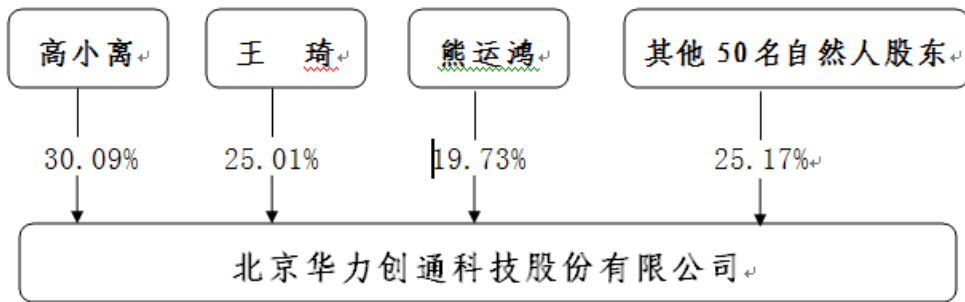 高小离 王 琦 熊运鸿 其他50名自然人股东
30.09% 25.01% 19.73% 25.17%
北京华力创通科技股份有限公司